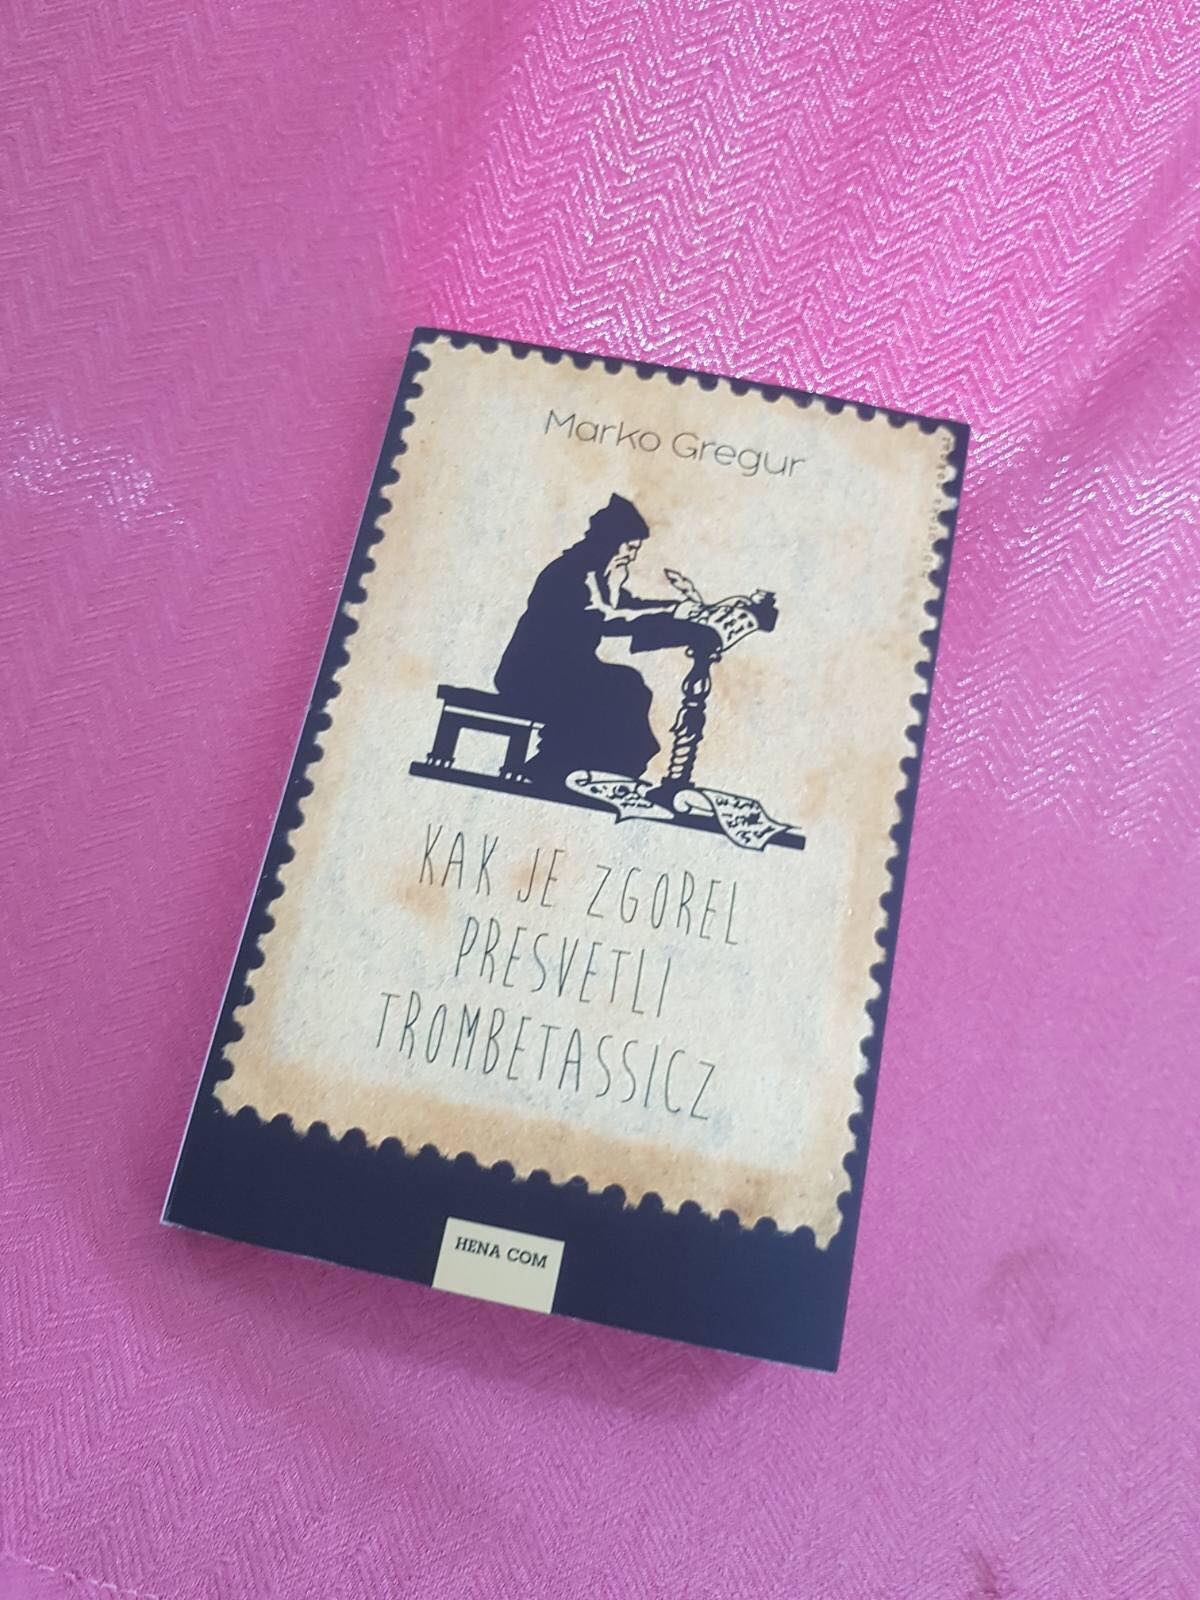 Marko Gregur
KAK JE ZGOREL
PRESVETLI
TROMBETASSICZ
HENA COM